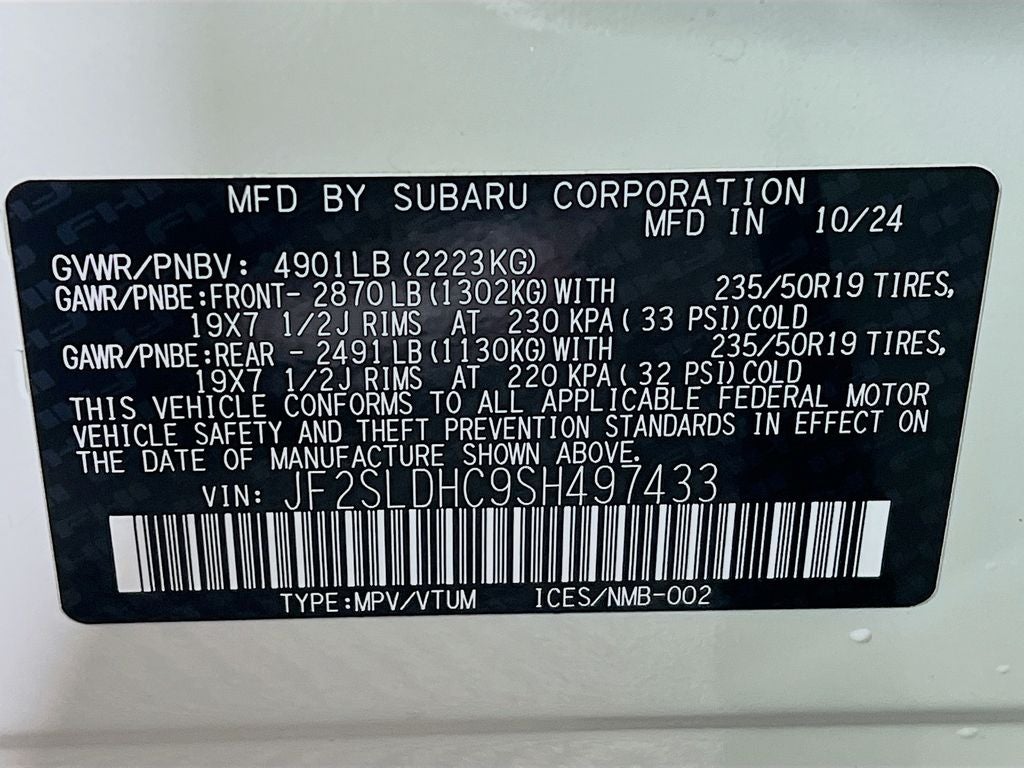 MFD BY SUBARU CORPORATION
MFD IN 10/24
GVWR/PNBV: 4901LB (2223KG)
GAWR/PNBE:FRONT- 2870LB(1302KG)WITH 235/50R19 TIRES,
19X7 1/2J RIMS AT 230 KPA( 33 PSI)COLD
GAWR/PNBE:REAR - 2491LB(1130KG)WITH 235/50R19 TIRES,
19X7 1/2J RIMS AT 220 KPA( 32 PSI)COLD
THIS VEHICLE CONFORMS TO ALL APPLICABLE FEDERAL MOTOR
VEHICLE SAFETY AND THEFT PREVENTION STANDARDS IN EFFECT ON
THE DATE OF MANUFACTURE SHOWN ABOVE.
VIN: JF2SLDHC9SH497433
TYPE:MPV/VTUM ICES/NMB-002